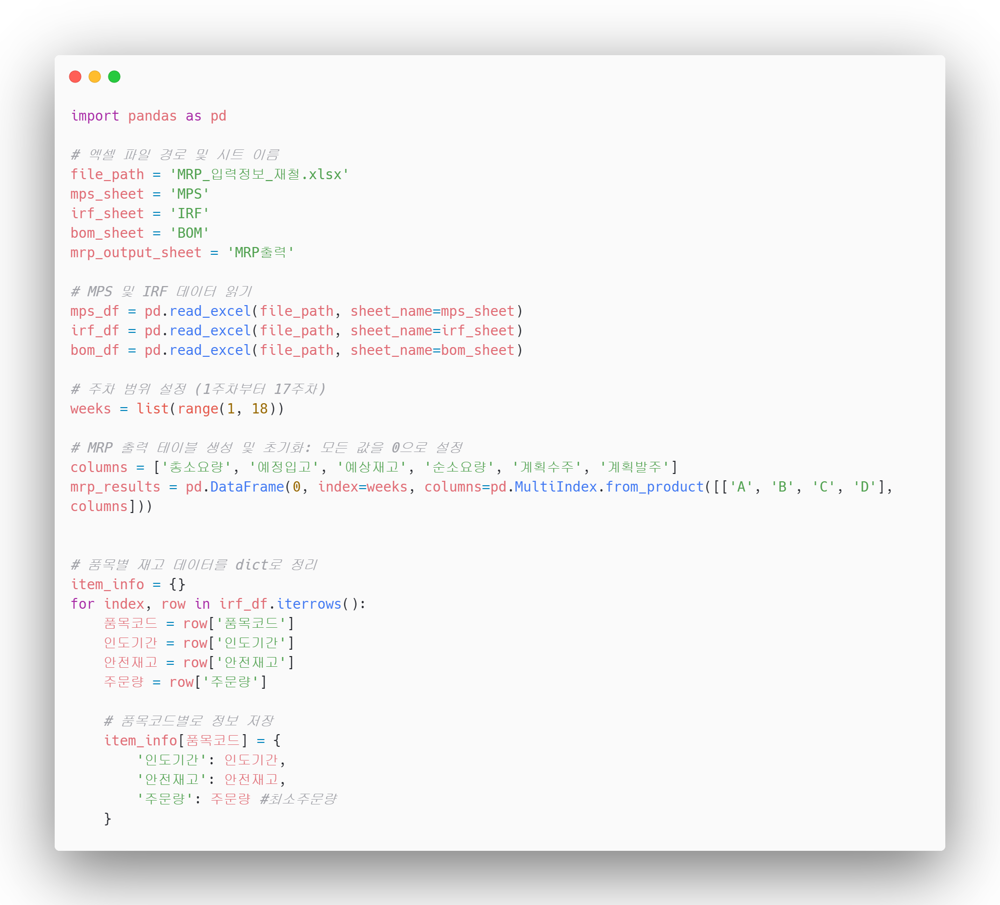 import pandas as pd
# 엑셀 파일 경로 및 시트 이름
file_path = 'MRP_입력정보_재철.xlsx'
mps_sheet = 'MPS'
irf_sheet = 'IRF'
bom_sheet = 'BOM'
mrp_output_sheet = 'MRP출력'
# MPS 및 IRF 데이터 읽기
mps_df = pd.read_excel(file_path, sheet_name=mps_sheet)
irf_df = pd.read_excel(file_path, sheet_name=irf_sheet)
bom_df = pd.read_excel(file_path, sheet_name=bom_sheet)
# 주차 범위 설정 (1주차부터 17주차)
weeks = list(range(1, 18))
# MRP 출력 테이블 생성 및 초기화: 모든 값을 0으로 설정
columns = ['총소요량', '예정입고', '예상재고', '순소요량', '계획수주', '계획발주']
mrp_results = pd.DataFrame(0, index=weeks, columns=pd.MultiIndex.from_product([['A', 'B', 'C', 'D'],
columns]))
# 품목별 재고 데이터를 dict로 정리
item_info = {}
for index, row in irf_df.iterrows():
    품목코드 = row['품목코드']
    인도기간 = row['인도기간']
    안전재고 = row['안전재고']
    주문량 = row['주문량']
    # 품목코드별로 정보 저장
    item_info[품목코드] = {
        '인도기간': 인도기간,
        '안전재고': 안전재고,
        '주문량': 주문량 #최소주문량
    }